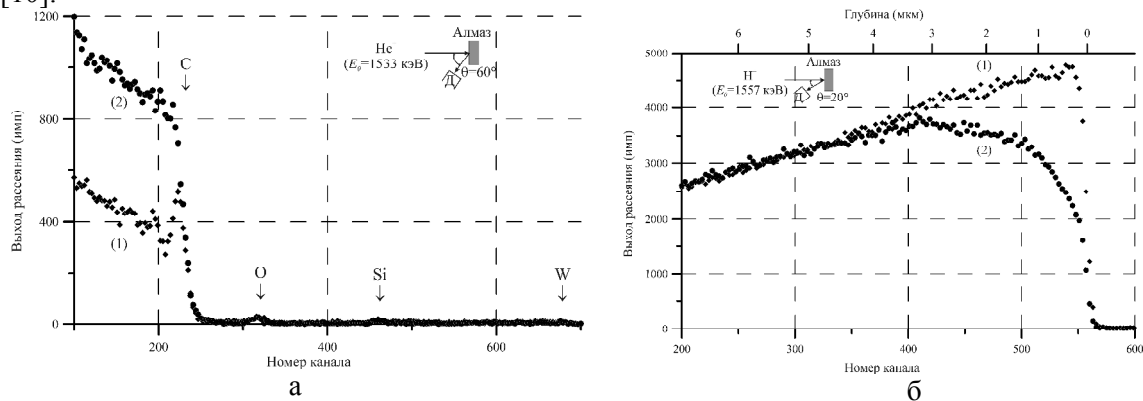 [10].
1200
800
400
0
200
400
600
Выход рассеяния (имп)
Номер канала
C
(2)
(1)
O
Si
W
He
Алмаз
(E₀=1533 кэВ)
θ=60°
Д
а
Глубина (мкм)
6 5 4 3 2 1 0
5000
4000
3000
2000
1000
0
200 300 400 500 600
Выход рассеяния (имп)
Номер канала
Алмаз
H⁻
(E₀=1557 кэВ)
θ=20°
Д
(1)
(2)
б